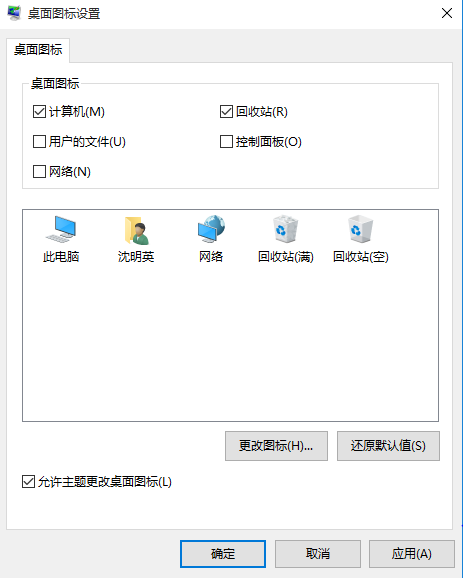 桌面图标设置
桌面图标
桌面图标
计算机(M)
回收站(R)
用户的文件(U)
控制面板(O)
网络(N)
此电脑
沈明英
网络
回收站(满)
回收站(空)
更改图标(H)...
还原默认值(S)
允许主题更改桌面图标(L)
确定
取消
应用(A)